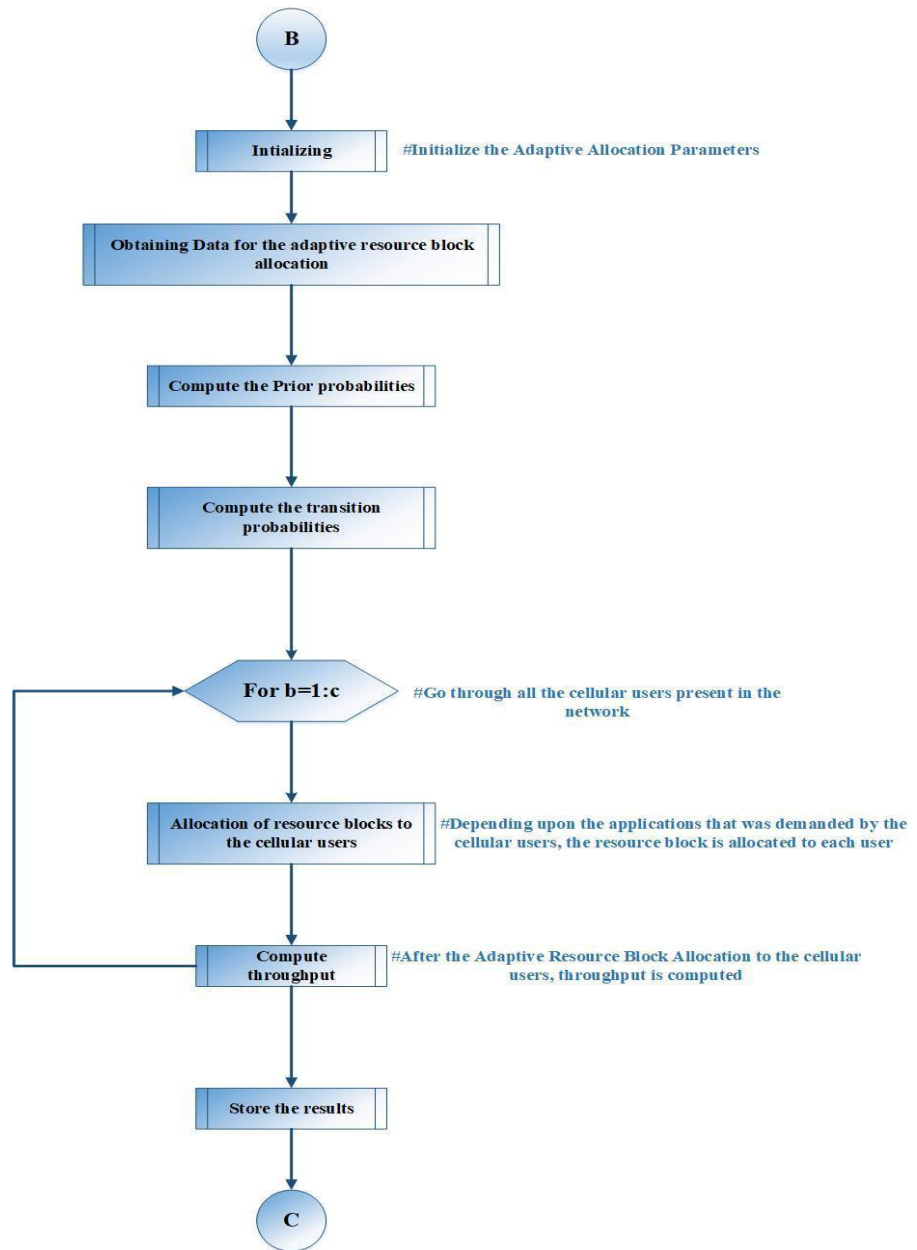 B
Intializing
#Initialize the Adaptive Allocation Parameters
Obtaining Data for the adaptive resource block
allocation
Compute the Prior probabilities
Compute the transition
probabilities
For b=1:c
#Go through all the cellular users present in the
network
Allocation of resource blocks to
the cellular users
#Depending upon the applications that was demanded by the
cellular users, the resource block is allocated to each user
Compute
throughput
#After the Adaptive Resource Block Allocation to the cellular
users, throughput is computed
Store the results
C